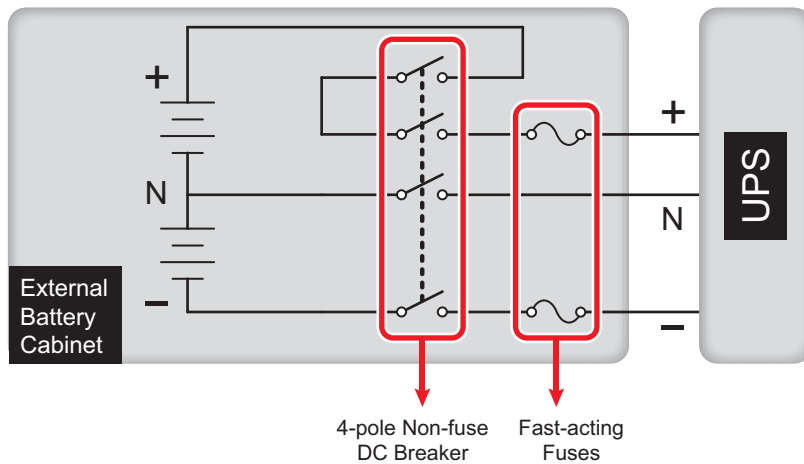 +
+
N
N
UPS
External
Battery
Cabinet
–
–
4-pole Non-fuse
DC Breaker
Fast-acting
Fuses